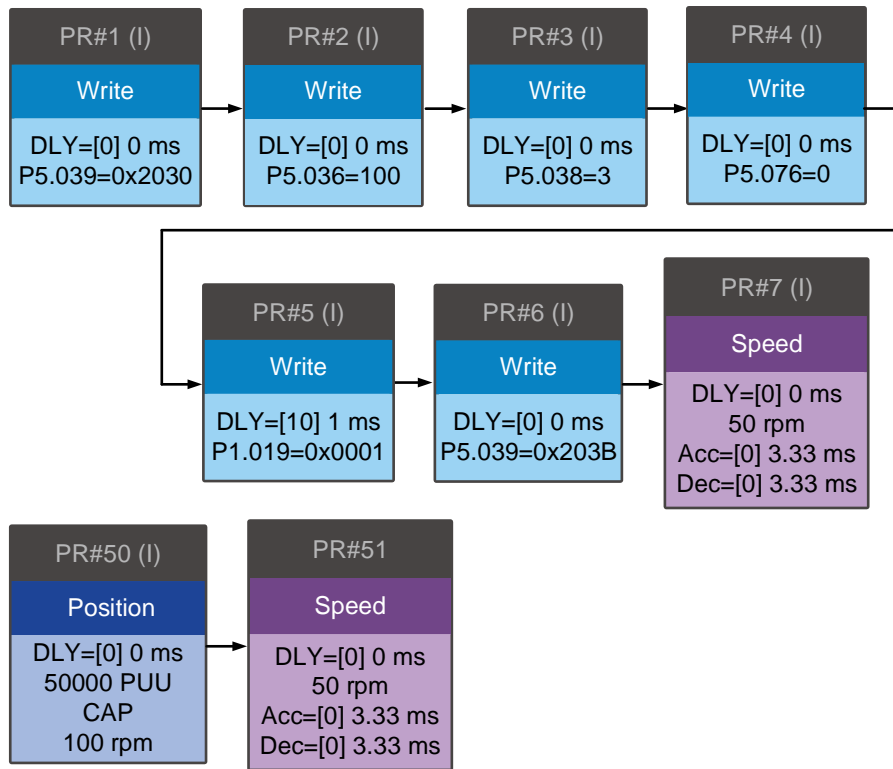 PR#1 (I)
Write
DLY=[0] 0 ms
P5.039=0x2030
PR#2 (I)
Write
DLY=[0] 0 ms
P5.036=100
PR#3 (I)
Write
DLY=[0] 0 ms
P5.038=3
PR#4 (I)
Write
DLY=[0] 0 ms
P5.076=0
PR#5 (I)
Write
DLY=[10] 1 ms
P1.019=0x0001
PR#6 (I)
Write
DLY=[0] 0 ms
P5.039=0x203B
PR#7 (I)
Speed
DLY=[0] 0 ms
50 rpm
Acc=[0] 3.33 ms
Dec=[0] 3.33 ms
PR#50 (I)
Position
DLY=[0] 0 ms
50000 PUU
CAP
100 rpm
PR#51
Speed
DLY=[0] 0 ms
50 rpm
Acc=[0] 3.33 ms
Dec=[0] 3.33 ms